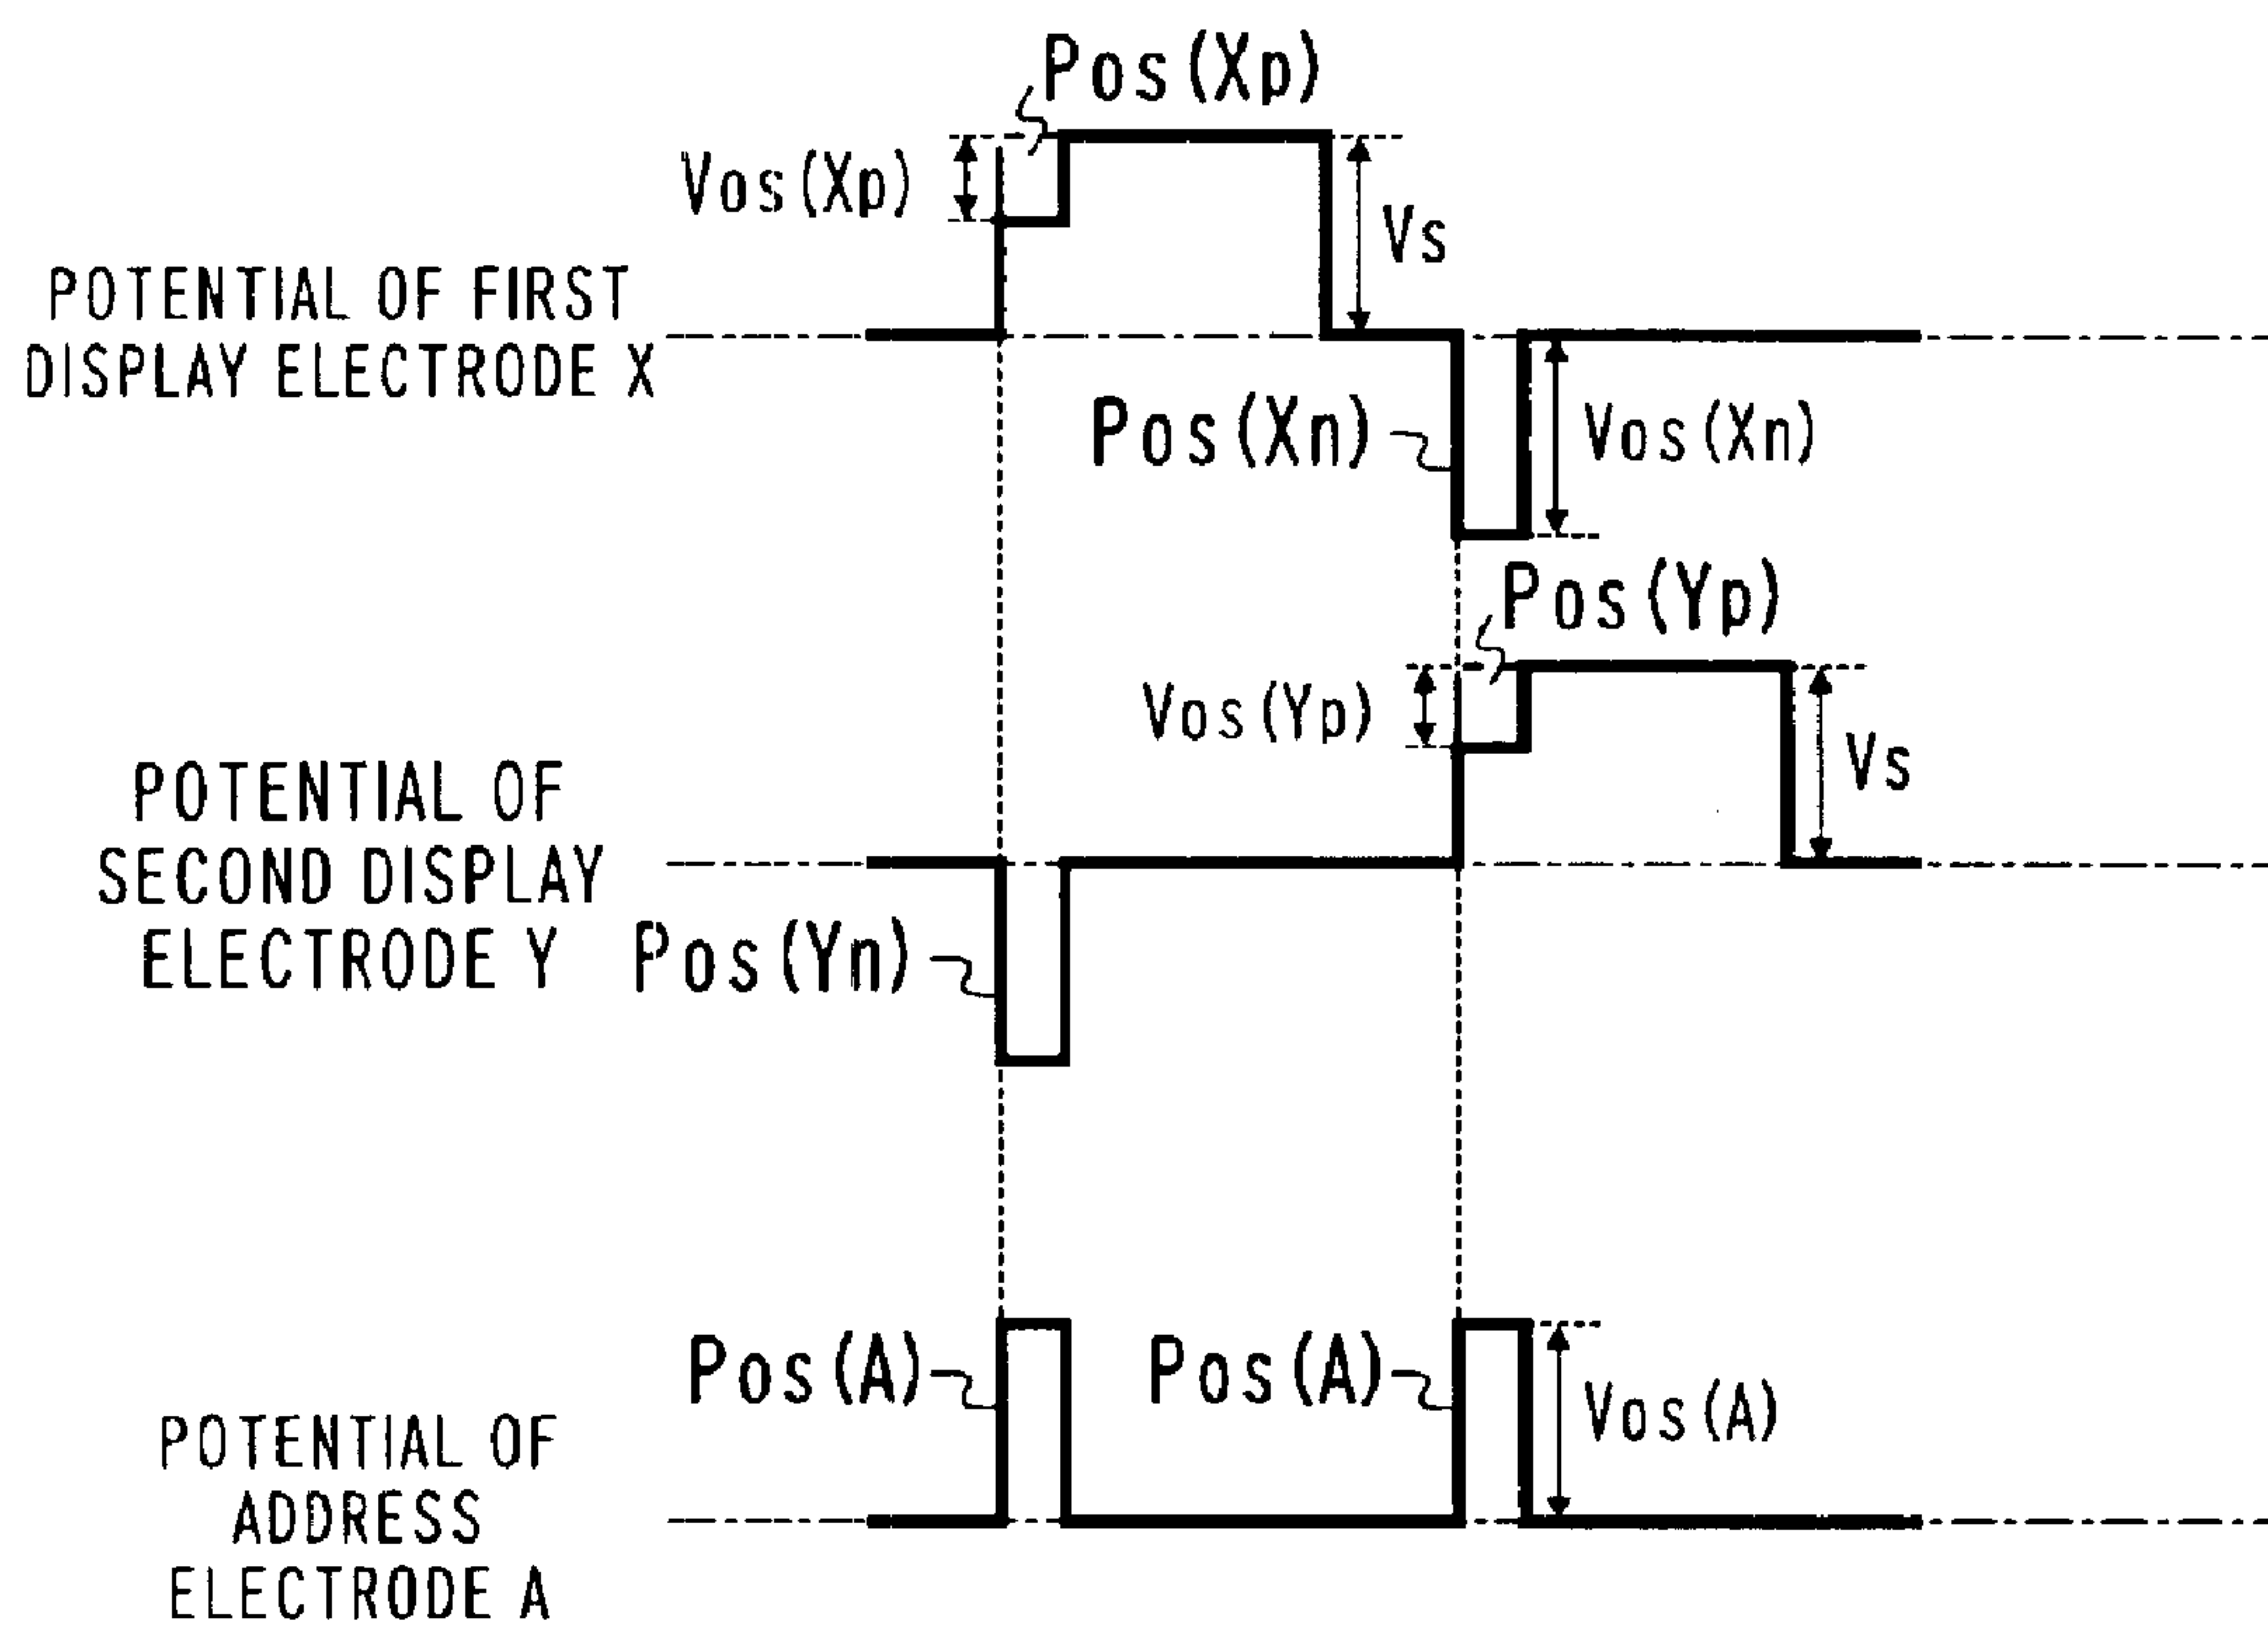 Pos(Xp)
Vos(Xp)
Vs
POTENTIAL OF FIRST
DISPLAY ELECTRODE X
Pos(Xn)
Vos(Xn)
Pos(Yp)
Vos(Yp)
Vs
POTENTIAL OF
SECOND DISPLAY
ELECTRODE Y
Pos(Yn)
Pos(A)
Pos(A)
Vos(A)
POTENTIAL OF
ADDRESS
ELECTRODE A